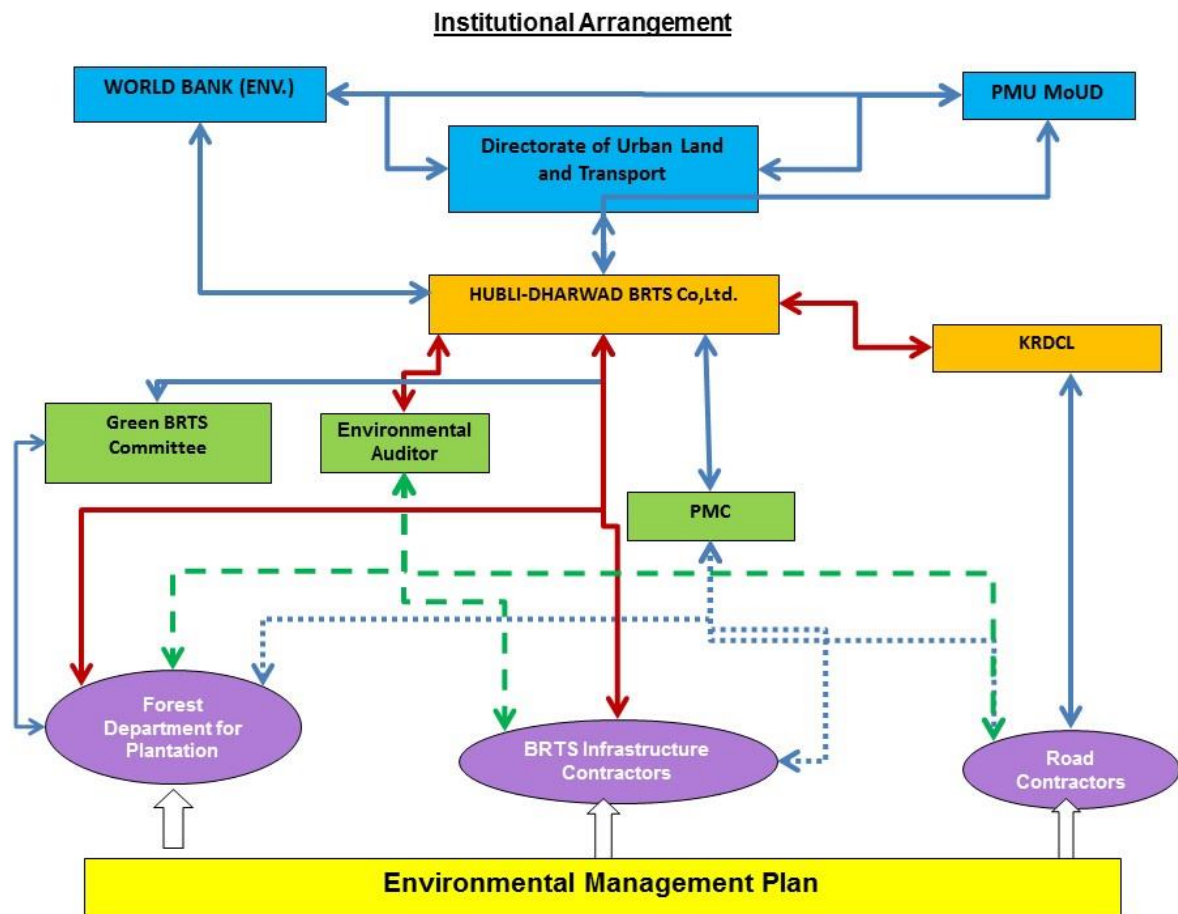 Institutional Arrangement
WORLD BANK (ENV.)
PMU MoUD
Directorate of Urban Land
and Transport
HUBLI-DHARWAD BRTS Co,Ltd.
KRDCL
Green BRTS
Committee
Environmental
Auditor
PMC
Forest
Department for
Plantation
BRTS Infrastructure
Contractors
Road
Contractors
Environmental Management Plan